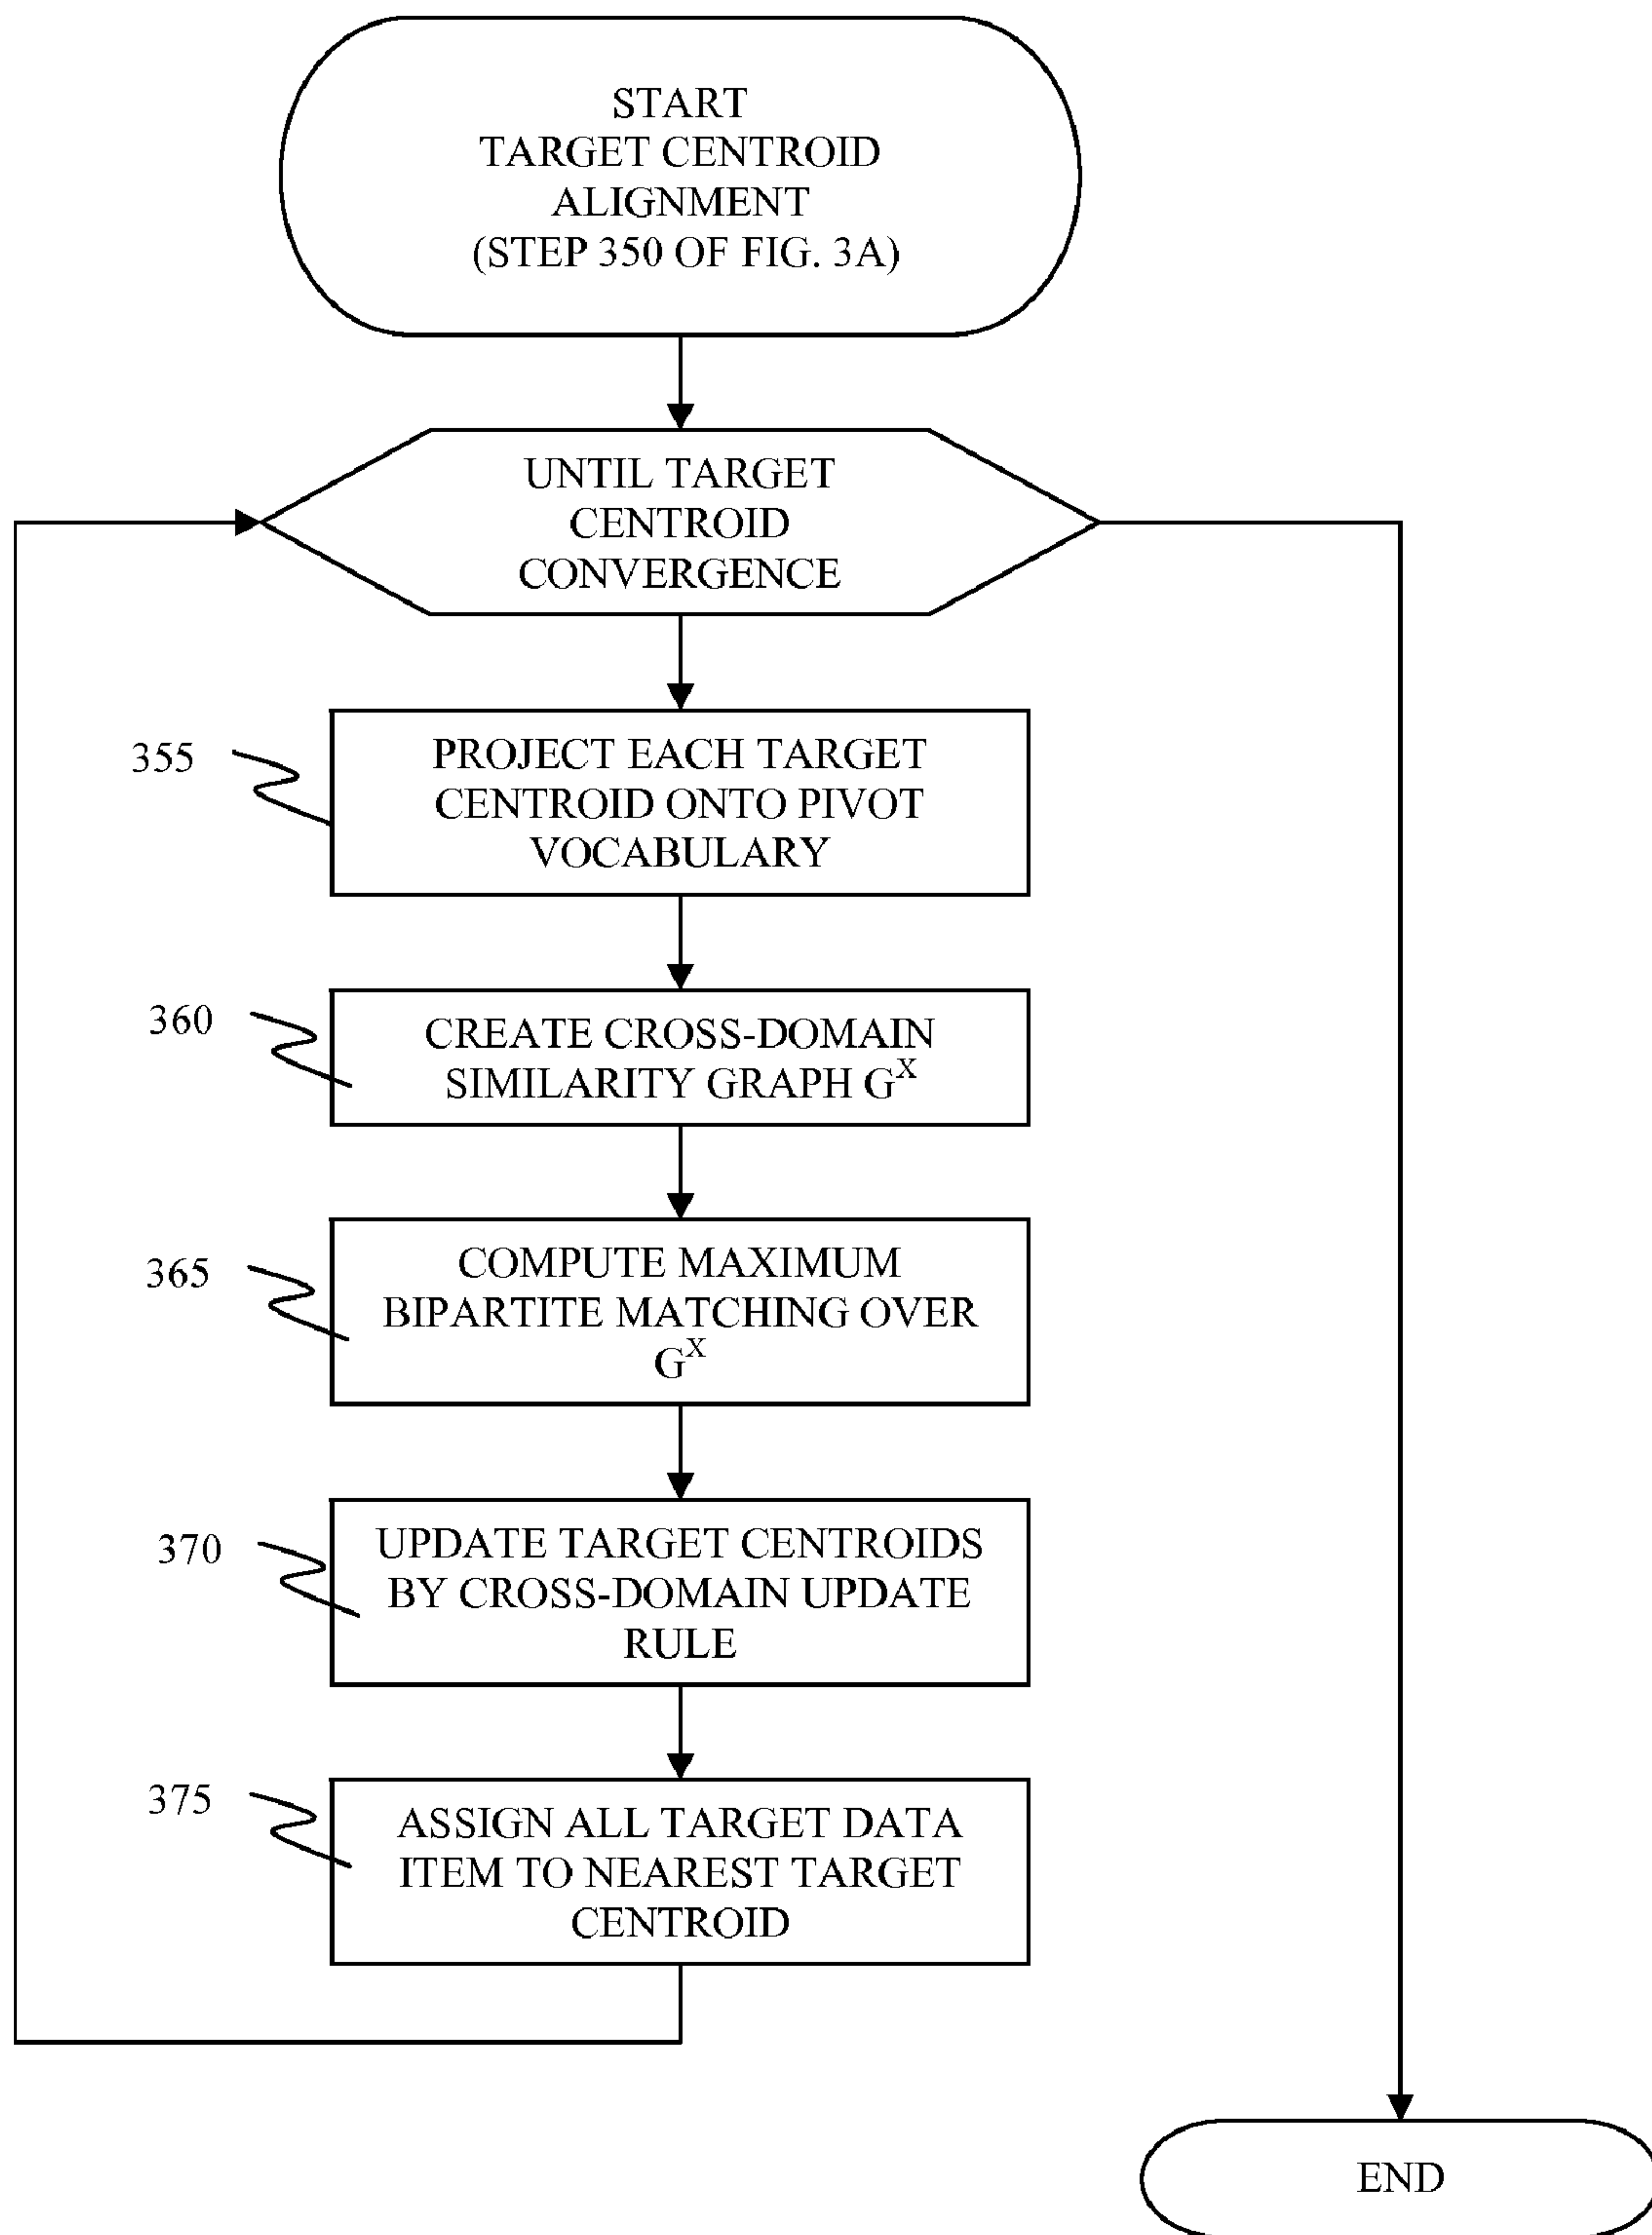 START
TARGET CENTROID
ALIGNMENT
(STEP 350 OF FIG. 3A)
UNTIL TARGET
CENTROID
CONVERGENCE
355
PROJECT EACH TARGET
CENTROID ONTO PIVOT
VOCABULARY
360
CREATE CROSS-DOMAIN
SIMILARITY GRAPH G^X
365
COMPUTE MAXIMUM
BIPARTITE MATCHING OVER
G^X
370
UPDATE TARGET CENTROIDS
BY CROSS-DOMAIN UPDATE
RULE
375
ASSIGN ALL TARGET DATA
ITEM TO NEAREST TARGET
CENTROID
END